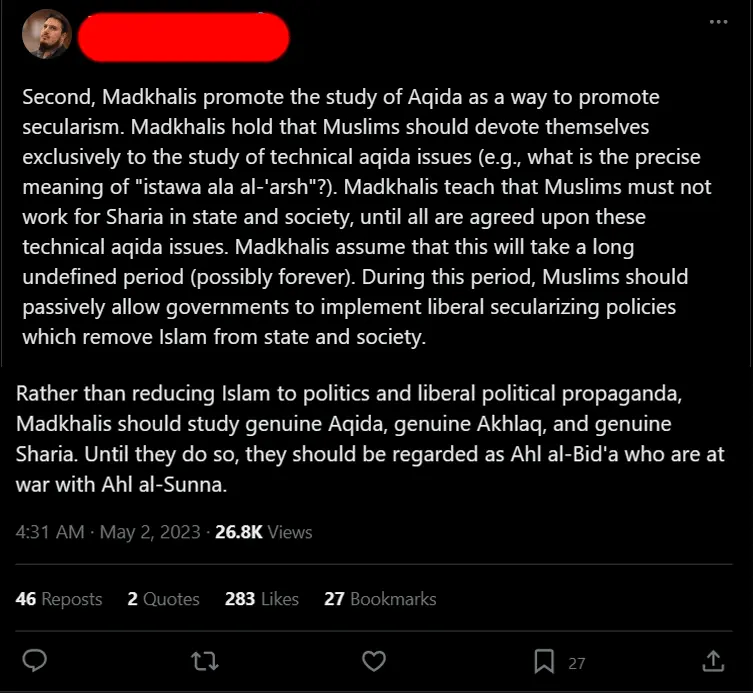 Second, Madkhalis promote the study of Aqida as a way to promote
secularism. Madkhalis hold that Muslims should devote themselves
exclusively to the study of technical aqida issues (e.g., what is the precise
meaning of "istawa ala al-'arsh"?). Madkhalis teach that Muslims must not
work for Sharia in state and society, until all are agreed upon these
technical aqida issues. Madkhalis assume that this will take a long
undefined period (possibly forever). During this period, Muslims should
passively allow governments to implement liberal secularizing policies
which remove Islam from state and society.
Rather than reducing Islam to politics and liberal political propaganda,
Madkhalis should study genuine Aqida, genuine Akhlaq, and genuine
Sharia. Until they do so, they should be regarded as Ahl al-Bid'a who are at
war with Ahl al-Sunna.
4:31 AM · May 2, 2023 · 26.8K Views
46 Reposts 2 Quotes 283 Likes 27 Bookmarks
27